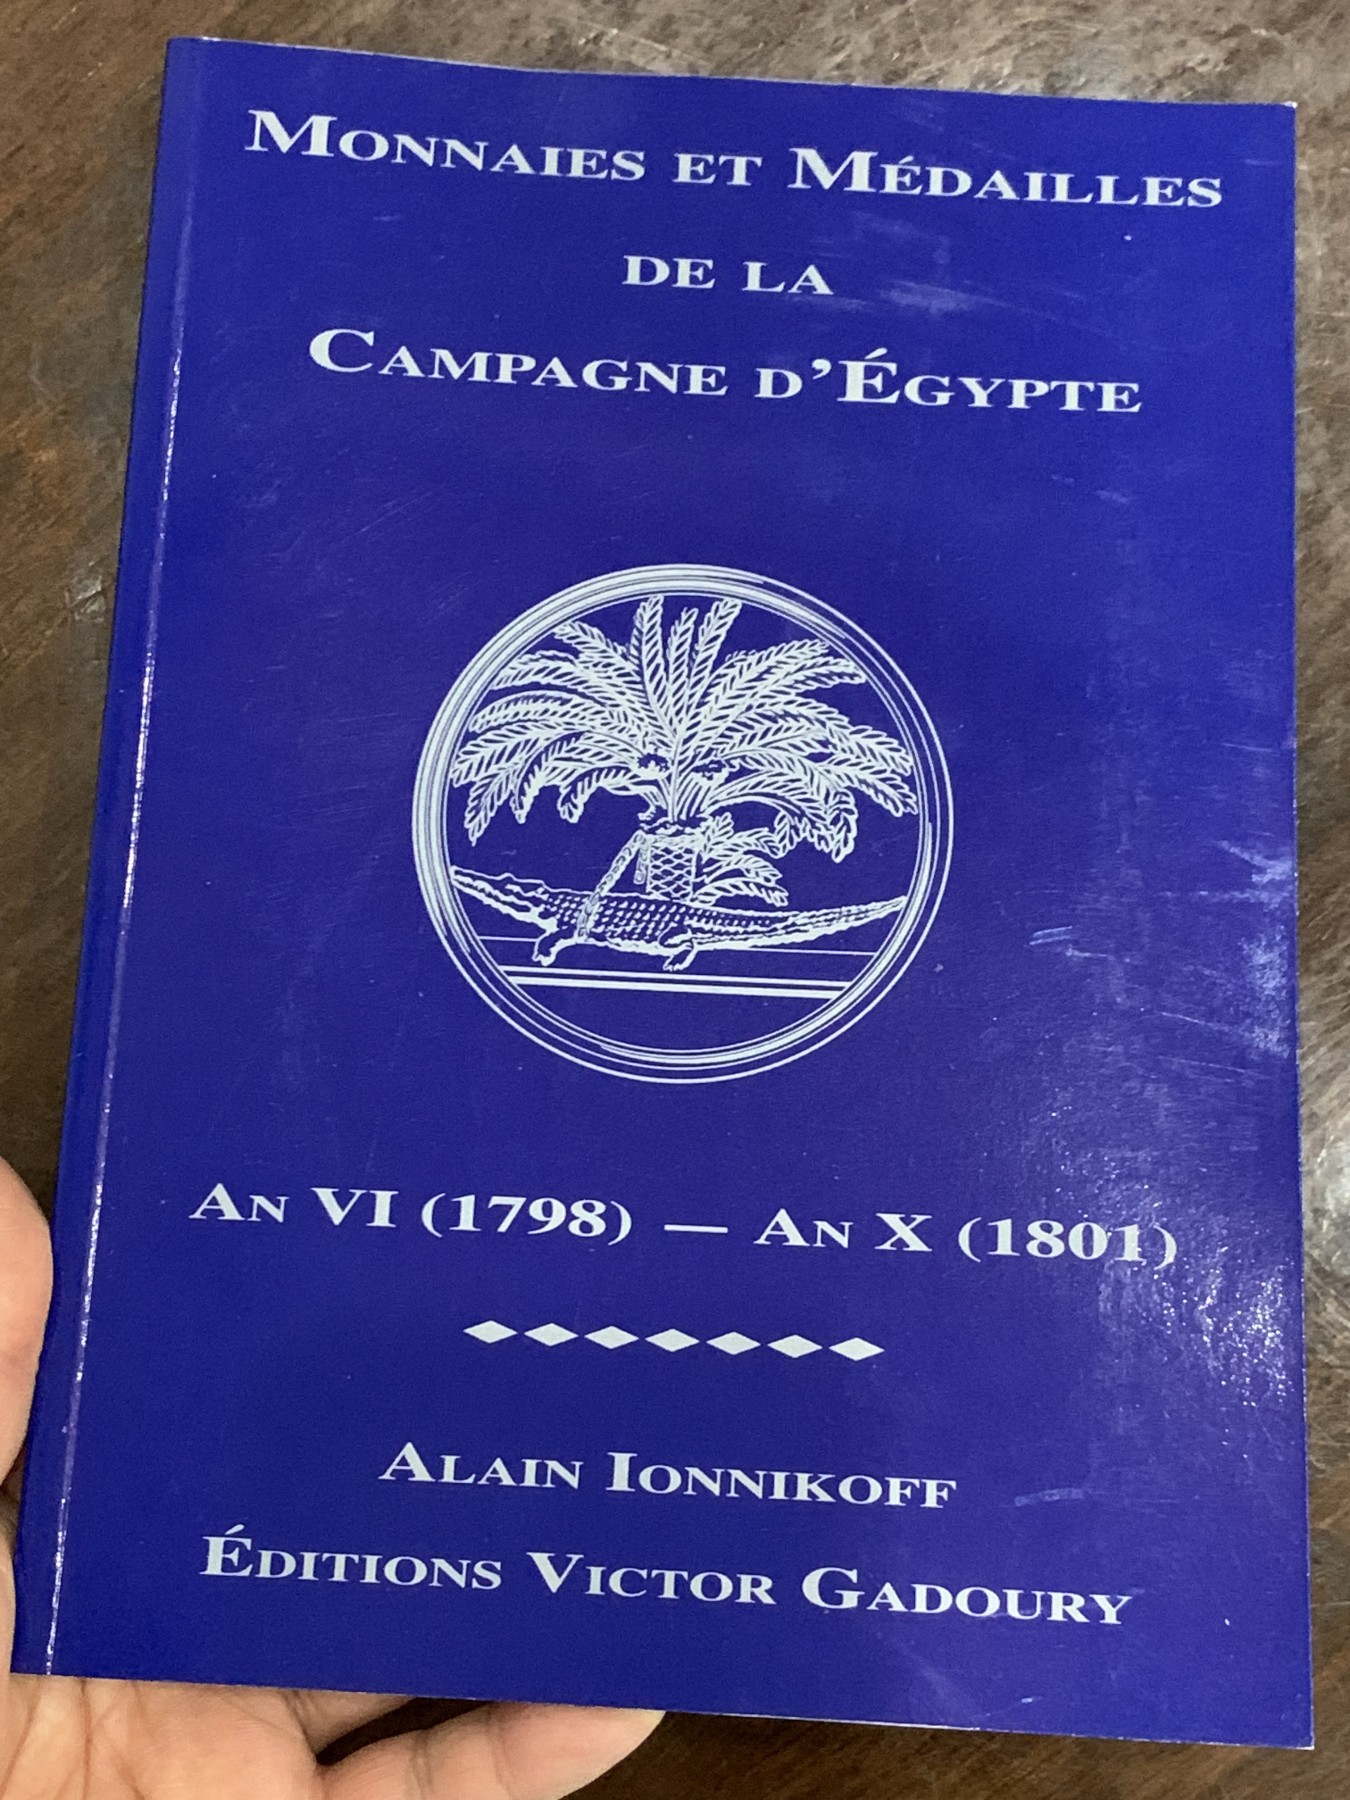 MONNAIES ET MÉDAILLES
DE LA
CAMPAGNE D'ÉGYPTE
AN VI (1798) — AN X (1801)
ALAIN IONNIKOFF
ÉDITIONS VICTOR GADOURY